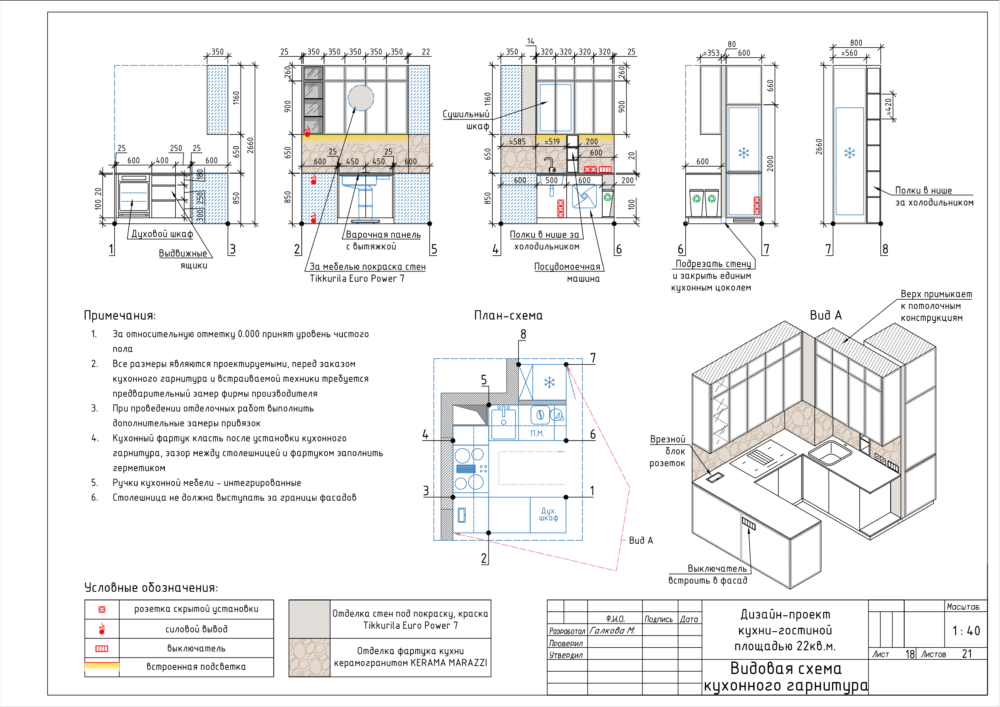 350
25
350
350
350
350
350
22
350
14
320
320
320
320
25
≈353
80
600
800
≈560
260
900
650
850
1160
650
850
2660
1160
650
850
260
900
20
100
660
2000
2660
≈420
25
250
25
600
400
600
20
100
180
250
300
25
25
600
450
450
600
≈585
≈519
200
600
600
500
600
200
600
Сушильный
шкаф
Духовой шкаф
Выдвижные
ящики
Варочная панель
с вытяжкой
За мебелью покраска стен
Tikkurila Euro Power 7
Полки в нише за
холодильником
Посудомоечная
машина
Подрезать стену
и закрыть единым
кухонным цоколем
Полки в нише
за холодильником
1
3
2
5
4
6
6
7
7
8
Примечания:
1. За относительную отметку 0.000 принят уровень чистого
пола
2. Все размеры являются проектируемыми, перед заказом
кухонного гарнитура и встраиваемой техники требуется
предварительный замер фирмы производителя
3. При проведении отделочных работ выполнить
дополнительные замеры привязок
4. Кухонный фартук класть после установки кухонного
гарнитура, зазор между столешницей и фартуком заполнить
герметиком
5. Ручки кухонной мебели - интегрированные
6. Столешница не должна выступать за границы фасадов
План-схема
8
7
5
4
6
3
1
2
П.М.
Дух.
шкаф
Вид А
Вид А
Верх примыкает
к потолочным
конструкциям
Врезной
блок
розеток
Выключатель
встроить в фасад
Условные обозначения:
розетка скрытой установки
силовой вывод
выключатель
встроенная подсветка
Отделка стен под покраску, краска
Tikkurila Euro Power 7
Отделка фартука кухни
керамогранитом KERAMA MARAZZI
Ф.И.О. Подпись Дата
Разработал Галкова М.
Проверил
Утвердил
Дизайн-проект
кухни-гостиной
площадью 22кв.м.
Видовая схема
кухонного гарнитура
Масштаб
1 : 40
Лист 18 Листов 21